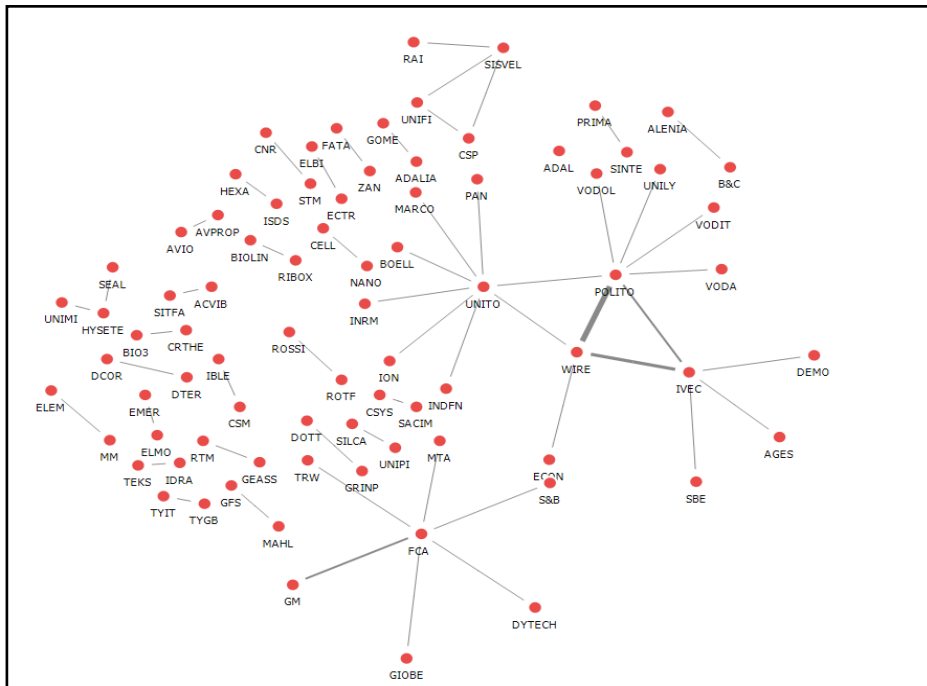 RAI
SISVEL
UNIFI
PRIMA
ALENIA
CNR
FATA
GOME
CSP
ELBI
ADAL
SINTE
ADALIA
B&C
HEXA
ZAN
VODOL
UNILY
STM
MARCO
PAN
ISDS
ECTR
VODIT
AVPROP
AVIO
BIOLIN
CELL
BOELL
RIBOX
NANO
SEAL
UNITO
POLITO
VODA
UNIMI
SITFA
ACVIB
HYSETE
INRM
BIO3
CRTHE
ROSSI
DCOR
IBLE
ION
WIRE
DEMO
DTER
ROTF
INDFN
IVEC
ELEM
EMER
CSM
CSYS
SACIM
MM
ELMO
RTM
DOTT
SILCA
UNIPI
MTA
AGES
TEKS
IDRA
GEASS
TRW
GRINP
ECON
S&B
SBE
TYIT
TYGB
GFS
MAHL
FCA
GM
DYTECH
GIOBE